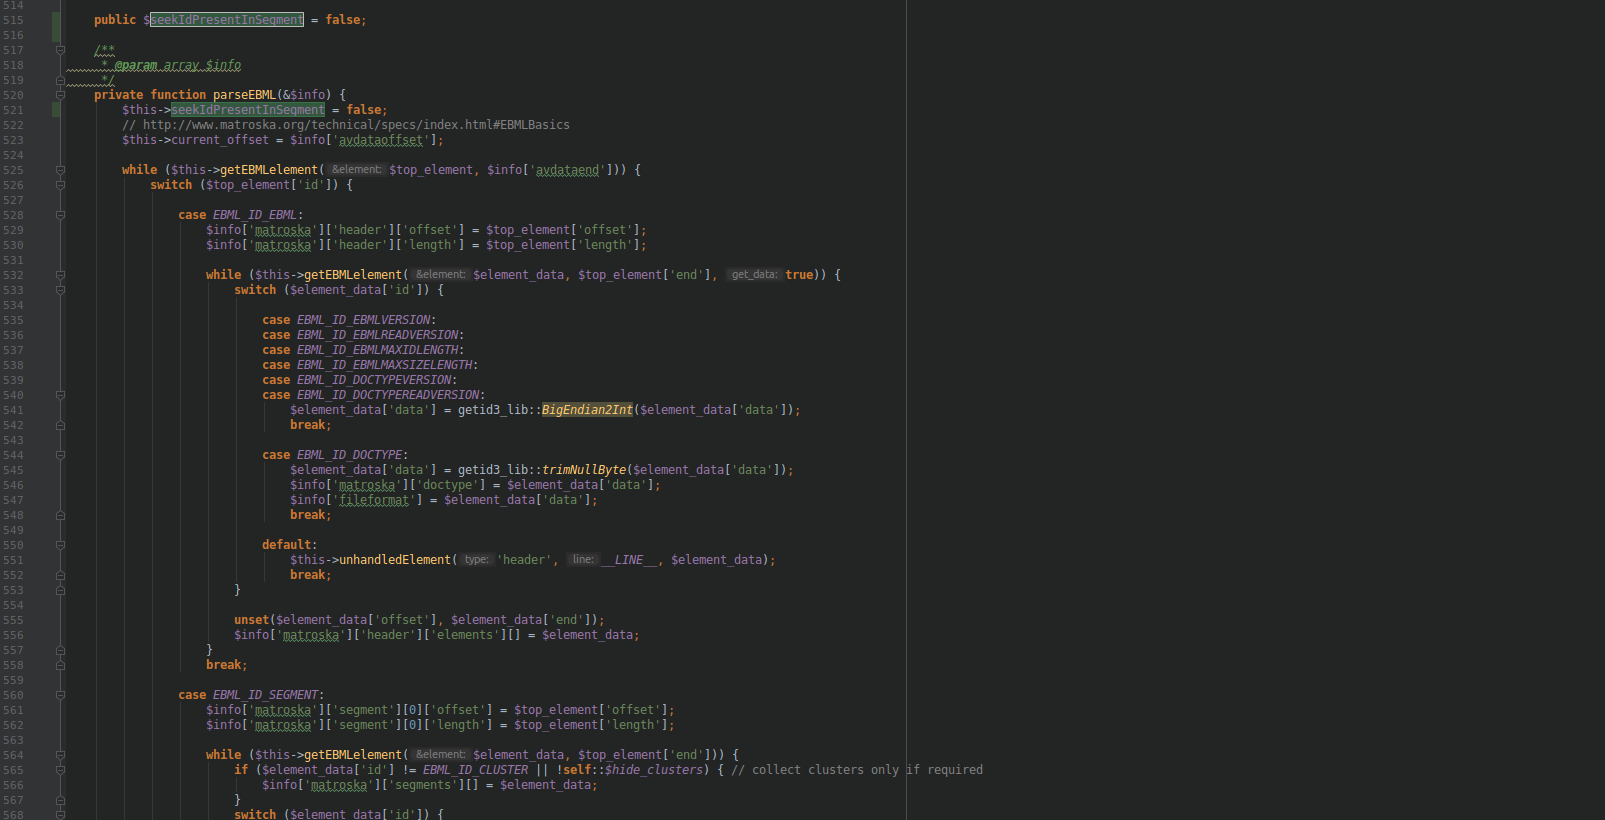 514
515 public $seekIdPresentInSegment = false;
516
517 /**
518 * @param array $info
519 */
520 private function parseEBML(&$info) {
521 $this->seekIdPresentInSegment = false;
522 // http://www.matroska.org/technical/specs/index.html#EBMLBasics
523 $this->current_offset = $info['avdataoffset'];
524
525 while ($this->getEBMLelement( &element: $top_element, $info['avdataend'])) {
526 switch ($top_element['id']) {
527
528 case EBML_ID_EBML:
529 $info['matroska']['header']['offset'] = $top_element['offset'];
530 $info['matroska']['header']['length'] = $top_element['length'];
531
532 while ($this->getEBMLelement( &element: $element_data, $top_element['end'], get_data: true)) {
533 switch ($element_data['id']) {
534
535 case EBML_ID_EBMLVERSION:
536 case EBML_ID_EBMLREADVERSION:
537 case EBML_ID_EBMLMAXIDLENGTH:
538 case EBML_ID_EBMLMAXSIZELENGTH:
539 case EBML_ID_DOCTYPEVERSION:
540 case EBML_ID_DOCTYPEREADVERSION:
541 $element_data['data'] = getid3_lib::BigEndian2Int($element_data['data']);
542 break;
543
544 case EBML_ID_DOCTYPE:
545 $element_data['data'] = getid3_lib::trimNullByte($element_data['data']);
546 $info['matroska']['doctype'] = $element_data['data'];
547 $info['fileformat'] = $element_data['data'];
548 break;
549
550 default:
551 $this->unhandledElement( type: 'header', line: __LINE__, $element_data);
552 break;
553 }
554
555 unset($element_data['offset'], $element_data['end']);
556 $info['matroska']['header']['elements'][] = $element_data;
557 }
558 break;
559
560 case EBML_ID_SEGMENT:
561 $info['matroska']['segment'][0]['offset'] = $top_element['offset'];
562 $info['matroska']['segment'][0]['length'] = $top_element['length'];
563
564 while ($this->getEBMLelement( &element: $element_data, $top_element['end'])) {
565 if ($element_data['id'] != EBML_ID_CLUSTER || !self::$hide_clusters) { // collect clusters only if required
566 $info['matroska']['segments'][] = $element_data;
567 }
568 switch ($element_data['id']) {